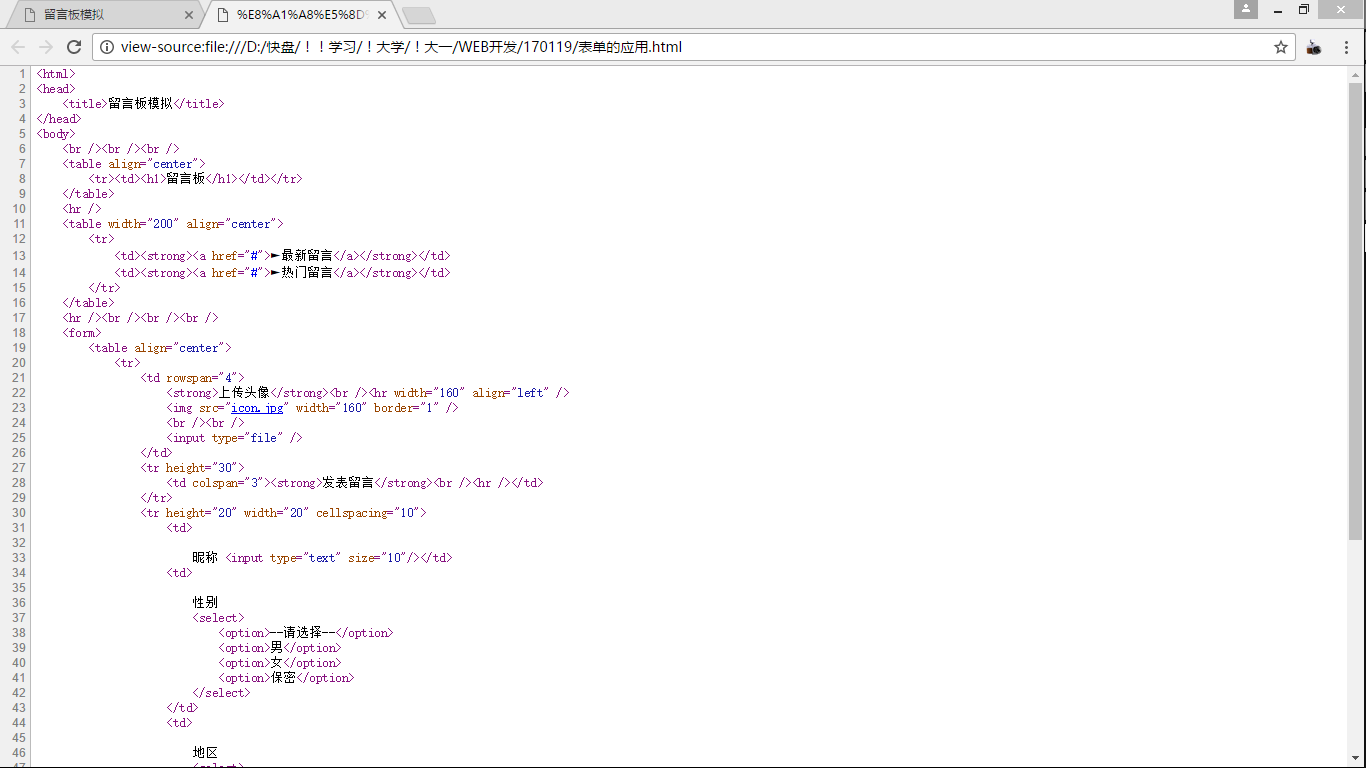 留言板模拟
%E8%A1%A8%E5%8D%
view-source:file:///D:/快盘/！！学习/！大学/！大一/WEB开发/170119/表单的应用.html
1 <html>
2 <head>
3 <title>留言板模拟</title>
4 </head>
5 <body>
6 <br /><br /><br />
7 <table align="center">
8 <tr><td><h1>留言板</h1></td></tr>
9 </table>
10 <hr />
11 <table width="200" align="center">
12 <tr>
13 <td><strong><a href="#">►最新留言</a></strong></td>
14 <td><strong><a href="#">►热门留言</a></strong></td>
15 </tr>
16 </table>
17 <hr /><br /><br /><br />
18 <form>
19 <table align="center">
20 <tr>
21 <td rowspan="4">
22 <strong>上传头像</strong><br /><hr width="160" align="left" />
23 <img src="icon.jpg" width="160" border="1" />
24 <br /><br />
25 <input type="file" />
26 </td>
27 <tr height="30">
28 <td colspan="3"><strong>发表留言</strong><br /><hr /></td>
29 </tr>
30 <tr height="20" width="20" cellspacing="10">
31 <td>
32
33 昵称 <input type="text" size="10"/></td>
34 <td>
35
36 性别
37 <select>
38 <option>--请选择--</option>
39 <option>男</option>
40 <option>女</option>
41 <option>保密</option>
42 </select>
43 </td>
44 <td>
45
46 地区
47 <select>